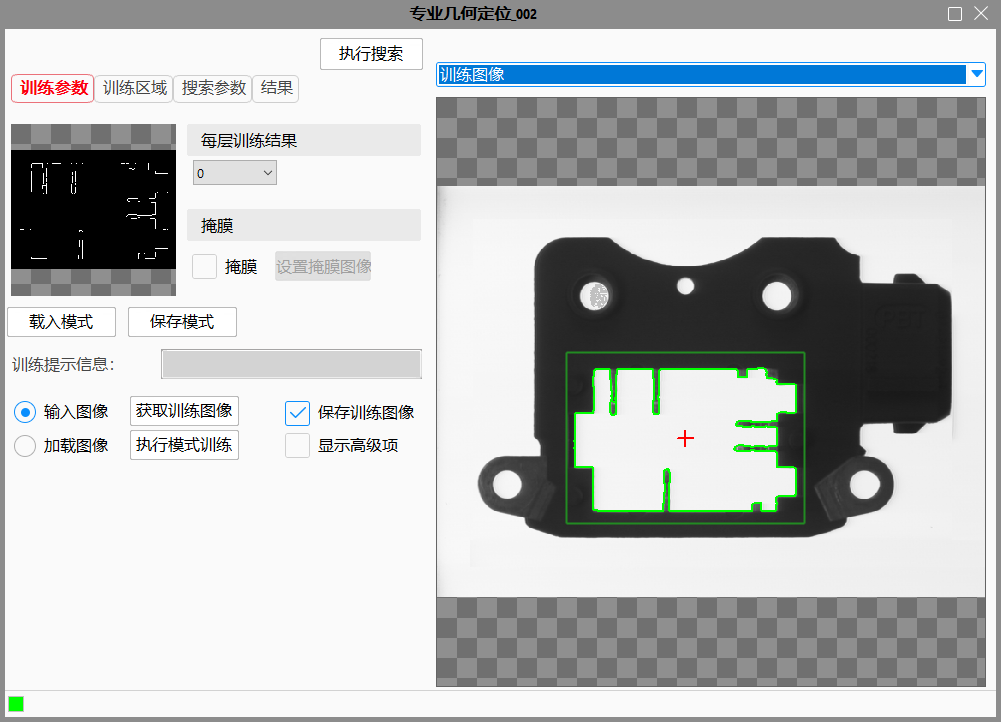 专业几何定位_002
执行搜索
训练参数 训练区域 搜索参数 结果
训练图像
每层训练结果
0
掩膜
掩膜 设置掩膜图像
载入模式 保存模式
训练提示信息:
输入图像 获取训练图像 保存训练图像
加载图像 执行模式训练 显示高级项